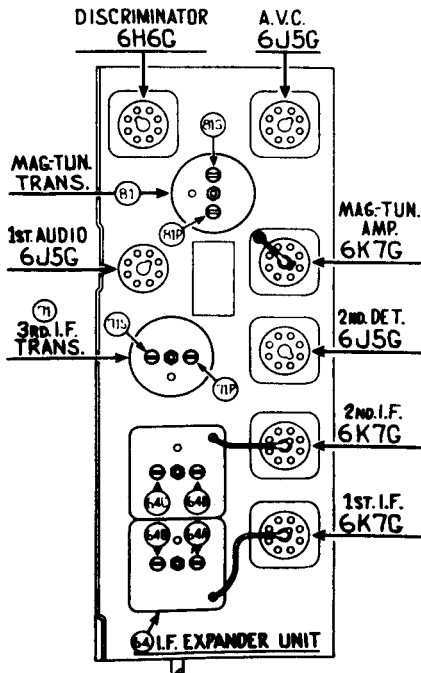 DISCRIMINATOR
6H6G
A.V.C.
6J5G
81S
MAG.-TUN.
TRANS.
81
81P
MAG.-TUN.
AMP.
6K7G
1ST. AUDIO
6J5G
71
3RD. I.F.
TRANS.
71S
71P
2ND. DET.
6J5G
2ND. I.F.
6K7G
64C
64D
64B
64A
1ST. I.F.
6K7G
64 I.F. EXPANDER UNIT